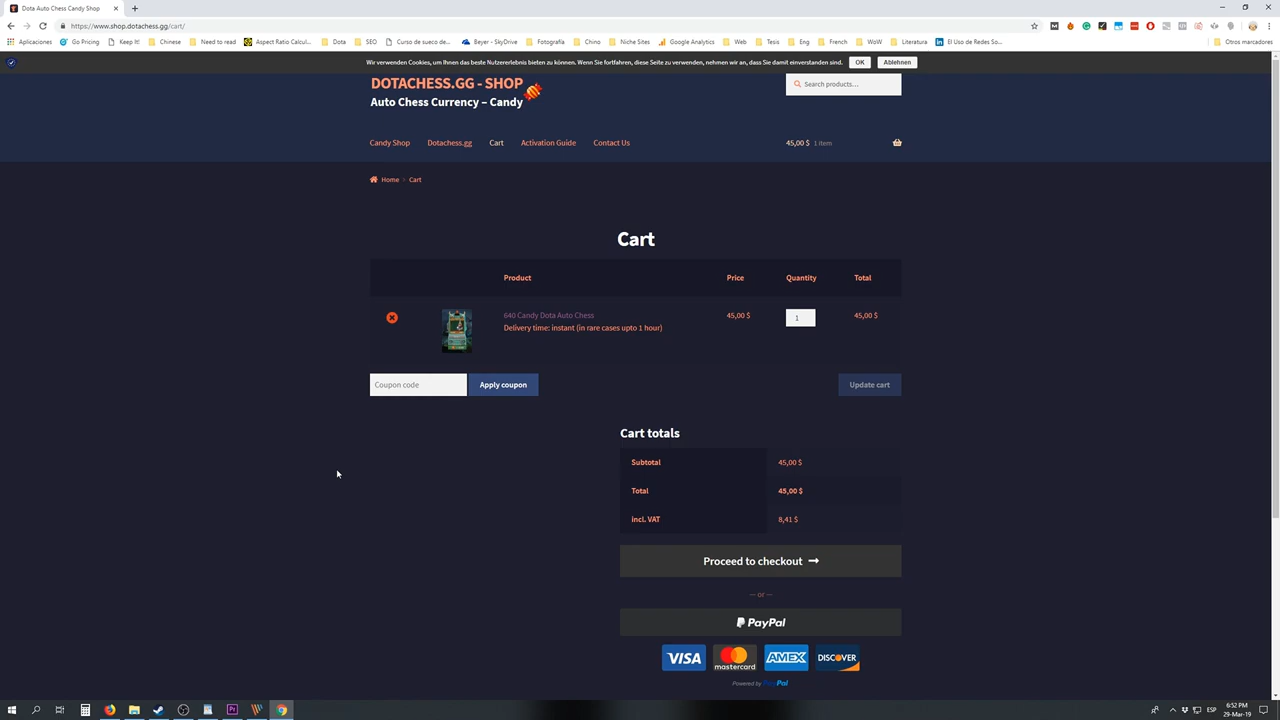 Dota Auto Chess Candy Shop
https://www.shop.dotachess.gg/cart/
Aplicaciones Go Pricing Keep It! Chinese Need to read Aspect Ratio Calcul... Dota SEO Curso de sueco de... Beyer - SkyDrive Fotografía Chino Niche Sites Google Analytics Web Tesis Eng French WoW Literatura El Uso de Redes So... Otros marcadores
Wir verwenden Cookies, um Ihnen das beste Nutzererlebnis bieten zu können. Wenn Sie fortfahren, diese Seite zu verwenden, nehmen wir an, dass Sie damit einverstanden sind. OK Ablehnen
DOTACHESS.GG - SHOP
Auto Chess Currency – Candy
Search products…
Candy Shop Dotachess.gg Cart Activation Guide Contact Us 45,00 $ 1 item
Home Cart
Cart
Product Price Quantity Total
640 Candy Dota Auto Chess 45,00 $ 1 45,00 $
Delivery time: instant (in rare cases upto 1 hour)
Coupon code Apply coupon Update cart
Cart totals
Subtotal 45,00 $
Total 45,00 $
incl. VAT 8,41 $
Proceed to checkout
— or —
PayPal
VISA mastercard AMEX DISCOVER
Powered by PayPal
ESP
6:52 PM
29-Mar-19